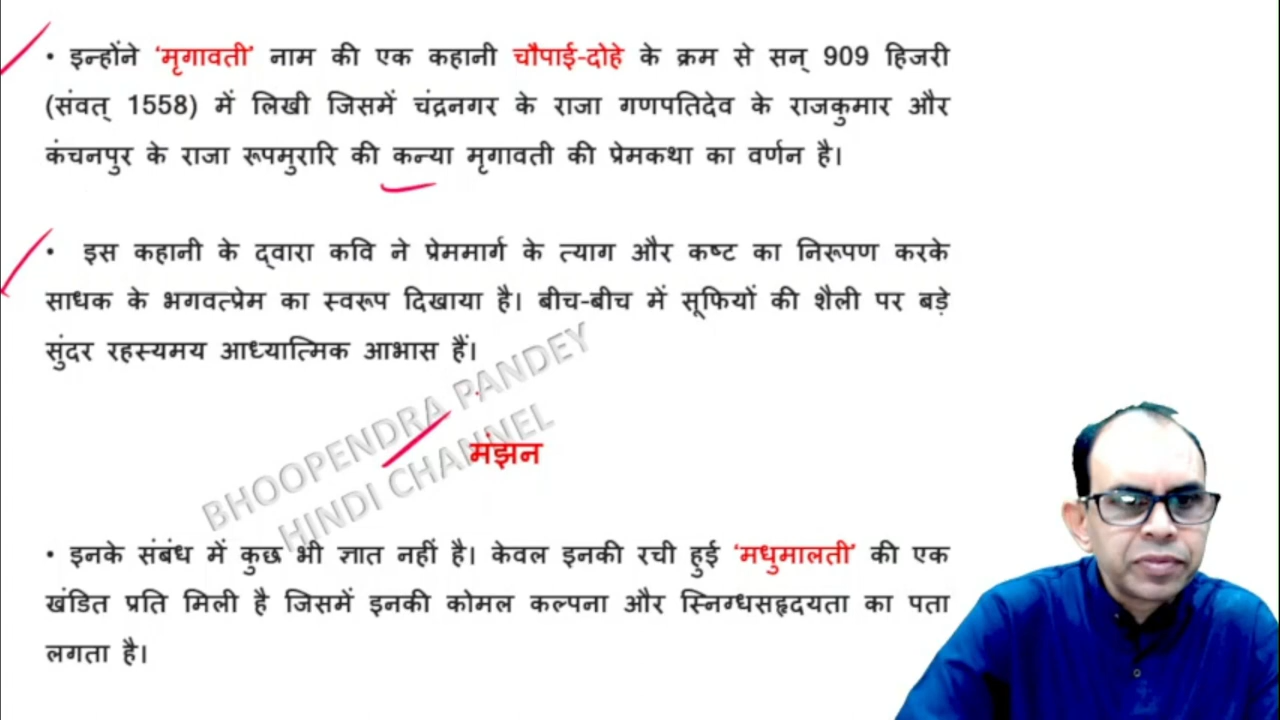 • इन्होंने ‘मृगावती’ नाम की एक कहानी चौपाई-दोहे के क्रम से सन् 909 हिजरी
(संवत् 1558) में लिखी जिसमें चंद्रनगर के राजा गणपतिदेव के राजकुमार और
कंचनपुर के राजा रूपमुरारि की कन्या मृगावती की प्रेमकथा का वर्णन है।
• इस कहानी के द्वारा कवि ने प्रेममार्ग के त्याग और कष्ट का निरूपण करके
साधक के भगवत्प्रेम का स्वरूप दिखाया है। बीच-बीच में सूफियों की शैली पर बड़े
सुंदर रहस्यमय आध्यात्मिक आभास हैं।
BHOOPENDRA PANDEY
HINDI CHANNEL
मंझन
• इनके संबंध में कुछ भी ज्ञात नहीं है। केवल इनकी रची हुई ‘मधुमालती’ की एक
खंडित प्रति मिली है जिसमें इनकी कोमल कल्पना और स्निग्धसहृदयता का पता
लगता है।